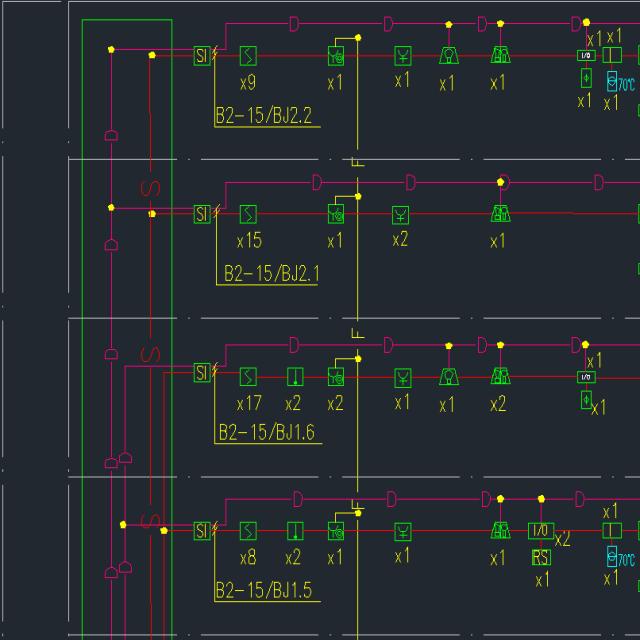 D D D D
x1 x1
SI I/O
70℃
x9 x1 x1 x1 x1 x1 x1
B2-15/BJ2.2
D
F
D D D D
S
SI
D
x15 x1 x2 x1
B2-15/BJ2.1
F
D D D D
S
D
x1
SI I/O
x17 x2 x2 x1 x1 x2 x1
B2-15/BJ1.6
D D
F
D D D D
x1
S
SI I/O
x2
RS 70℃
x8 x2 x1 x1 x1 x1 x1
D D
B2-15/BJ1.5